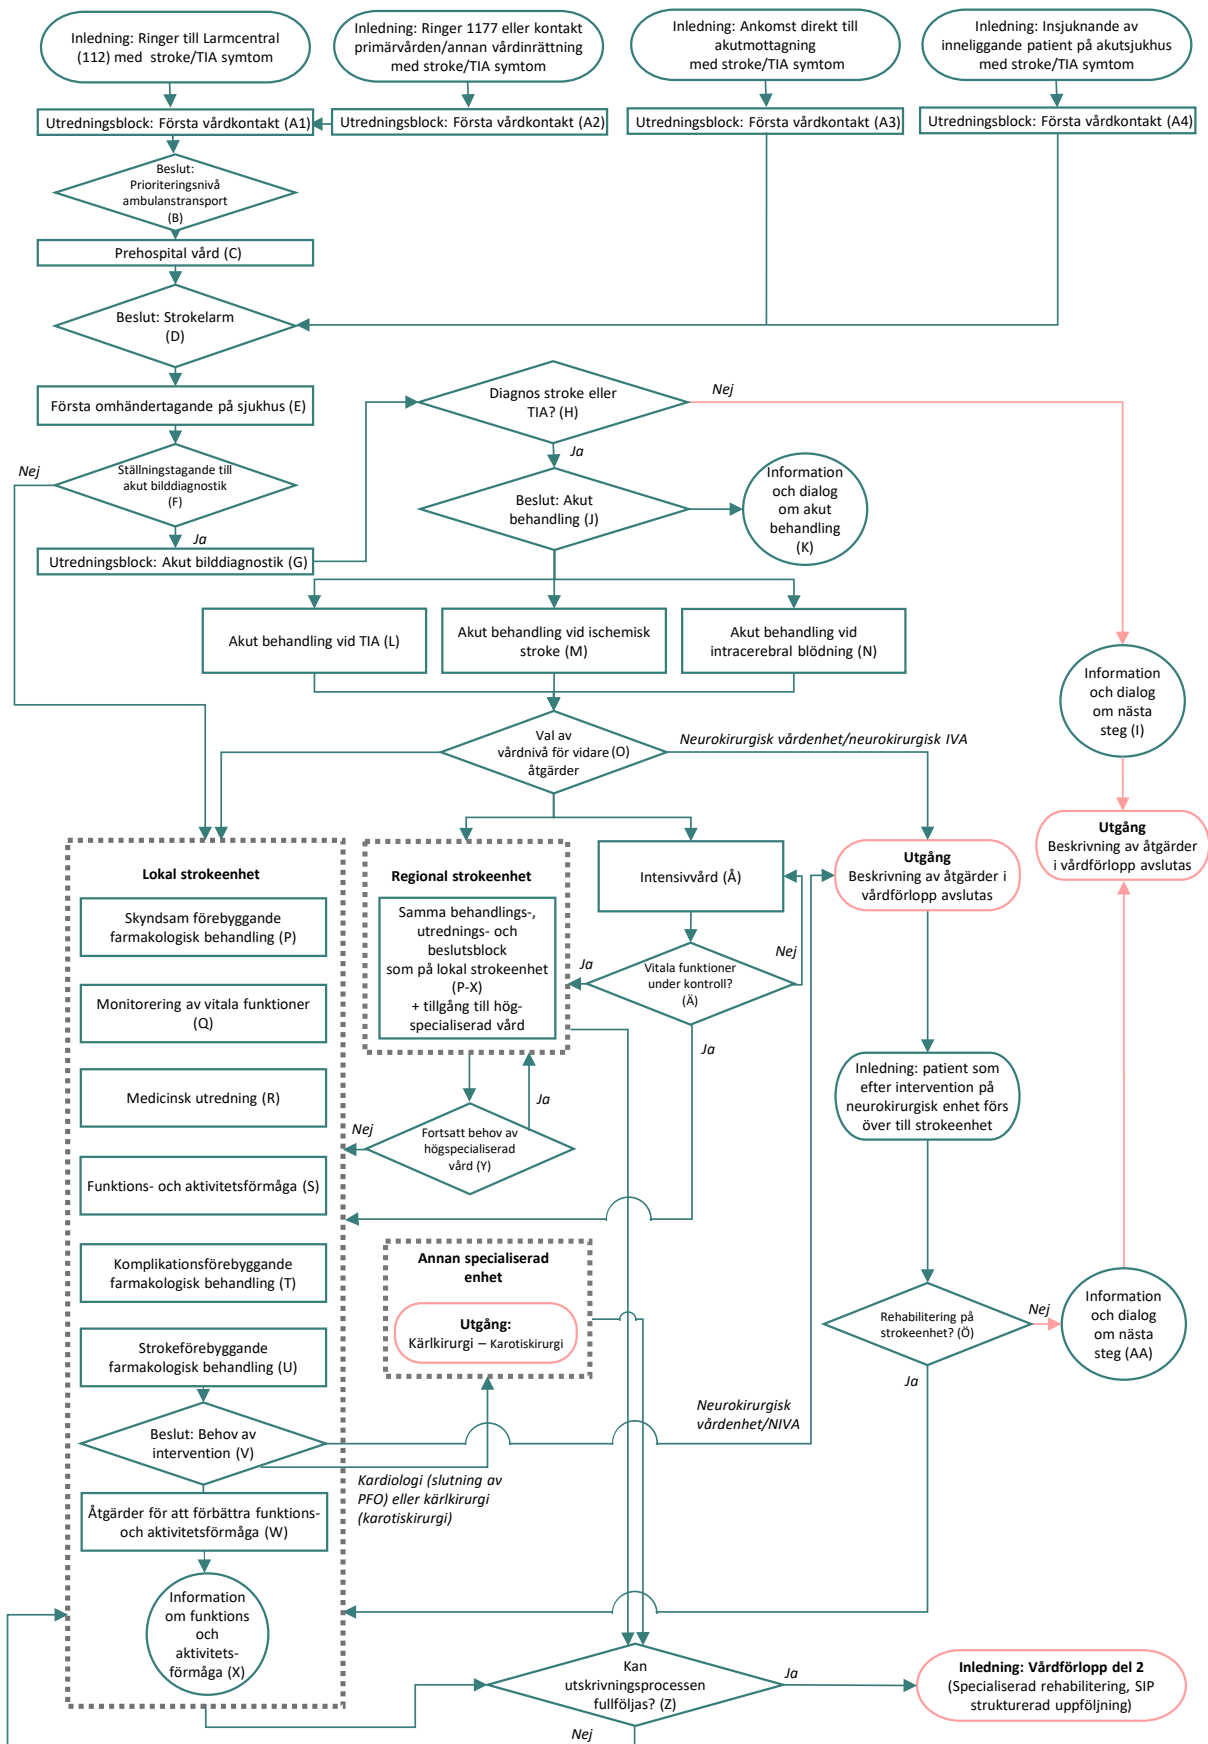 Inledning: Ringer till Larmcentral
(112) med stroke/TIA symtom
Inledning: Ringer 1177 eller kontakt
primärvården/annan vårdinrättning
med stroke/TIA symtom
Inledning: Ankomst direkt till
akutmottagning
med stroke/TIA symtom
Inledning: Insjuknande av
inneliggande patient på akutsjukhus
med stroke/TIA symtom
Utredningsblock: Första vårdkontakt (A1)
Utredningsblock: Första vårdkontakt (A2)
Utredningsblock: Första vårdkontakt (A3)
Utredningsblock: Första vårdkontakt (A4)
Beslut:
Prioriteringsnivå
ambulanstransport
(B)
Prehospital vård (C)
Beslut: Strokelarm
(D)
Första omhändertagande på sjukhus (E)
Diagnos stroke eller
TIA? (H)
Nej
Ja
Nej
Ställningstagande till
akut bilddiagnostik
(F)
Ja
Beslut: Akut
behandling (J)
Information
och dialog
om akut
behandling
(K)
Utredningsblock: Akut bilddiagnostik (G)
Akut behandling vid TIA (L)
Akut behandling vid ischemisk
stroke (M)
Akut behandling vid
intracerebral blödning (N)
Information
och dialog
om nästa
steg (I)
Val av
vårdnivå för vidare (O)
åtgärder
Neurokirurgisk vårdenhet/neurokirurgisk IVA
Utgång
Beskrivning av åtgärder
i vårdförlopp avslutas
Lokal strokeenhet
Regional strokeenhet
Intensivvård (Å)
Utgång
Beskrivning av åtgärder i
vårdförlopp avslutas
Skyndsam förebyggande
farmakologisk behandling (P)
Samma behandlings-,
utrednings- och
beslutsblock
som på lokal strokeenhet
(P-X)
+ tillgång till hög-
specialiserad vård
Ja
Vitala funktioner
under kontroll?
(Ä)
Nej
Ja
Monitorering av vitala funktioner
(Q)
Medicinsk utredning (R)
Ja
Nej
Fortsatt behov av
högspecialiserad
vård (Y)
Inledning: patient som
efter intervention på
neurokirurgisk enhet förs
över till strokeenhet
Funktions- och aktivitetsförmåga (S)
Komplikationsförebyggande
farmakologisk behandling (T)
Annan specialiserad
enhet
Utgång:
Kärlkirurgi – Karotiskirurgi
Rehabilitering på
strokeenhet? (Ö)
Nej
Ja
Information
och dialog
om nästa
steg (AA)
Strokeförebyggande
farmakologisk behandling (U)
Neurokirurgisk
vårdenhet/NIVA
Beslut: Behov av
intervention (V)
Kardiologi (slutning av
PFO) eller kärlkirurgi
(karotiskirurgi)
Åtgärder för att förbättra funktions-
och aktivitetsförmåga (W)
Information
om funktions
och
aktivitets-
förmåga (X)
Kan
utskrivningsprocessen
fullföljas? (Z)
Ja
Nej
Inledning: Vårdförlopp del 2
(Specialiserad rehabilitering, SIP
strukturerad uppföljning)